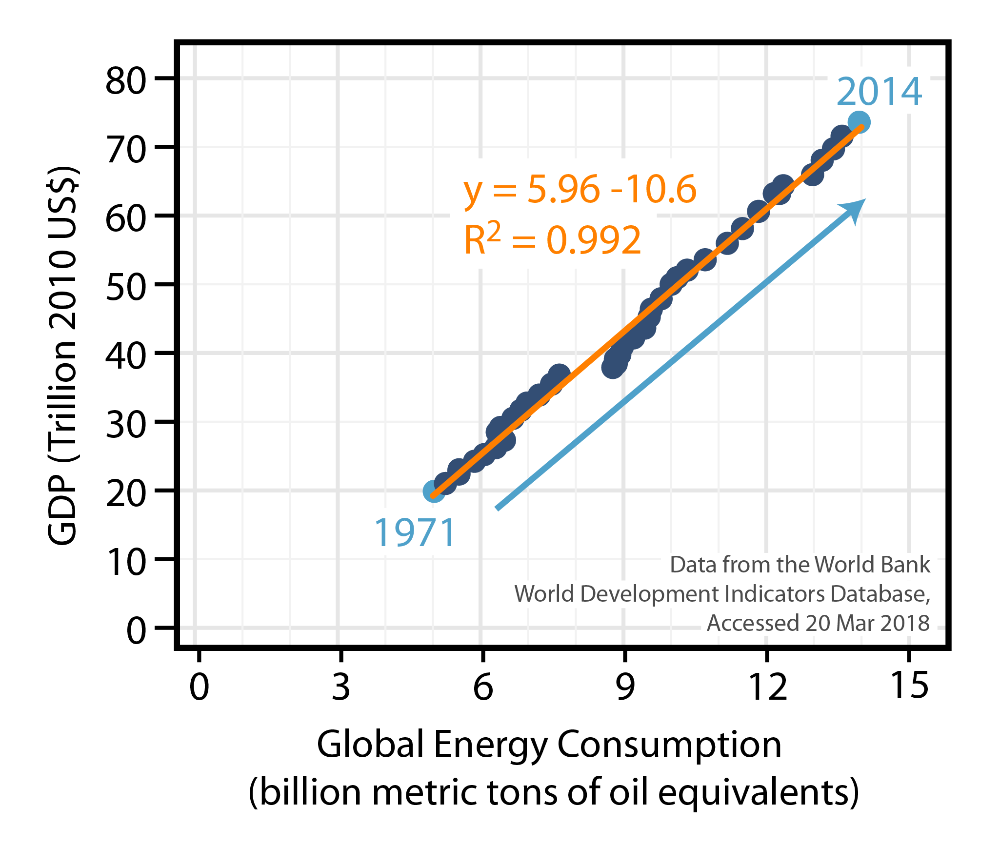 80
70
60
50
40
30
20
10
0
GDP (Trillion 2010 US$)
2014
y = 5.96 -10.6
R² = 0.992
1971
Data from the World Bank
World Development Indicators Database,
Accessed 20 Mar 2018
0 3 6 9 12 15
Global Energy Consumption
(billion metric tons of oil equivalents)